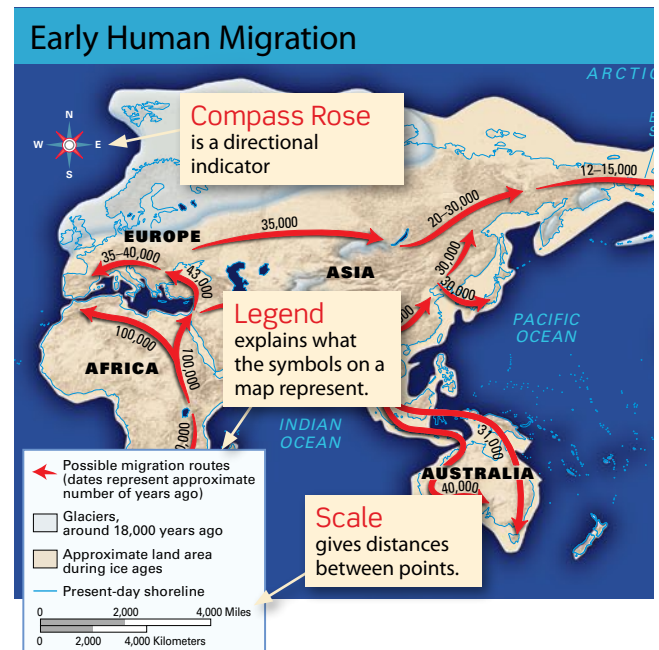 Early Human Migration
ARCTIC
N
W
E
S
Compass Rose
is a directional
indicator
12–15,000
20–30,000
35,000
EUROPE
35–40,000
43,000
ASIA
30,000
30,000
PACIFIC
OCEAN
Legend
explains what
the symbols on a
map represent.
100,000
100,000
AFRICA
INDIAN
OCEAN
31,000
AUSTRALIA
40,000
Possible migration routes
(dates represent approximate
number of years ago)
Glaciers,
around 18,000 years ago
Approximate land area
during ice ages
Present-day shoreline
0 2,000 4,000 Miles
0 2,000 4,000 Kilometers
Scale
gives distances
between points.